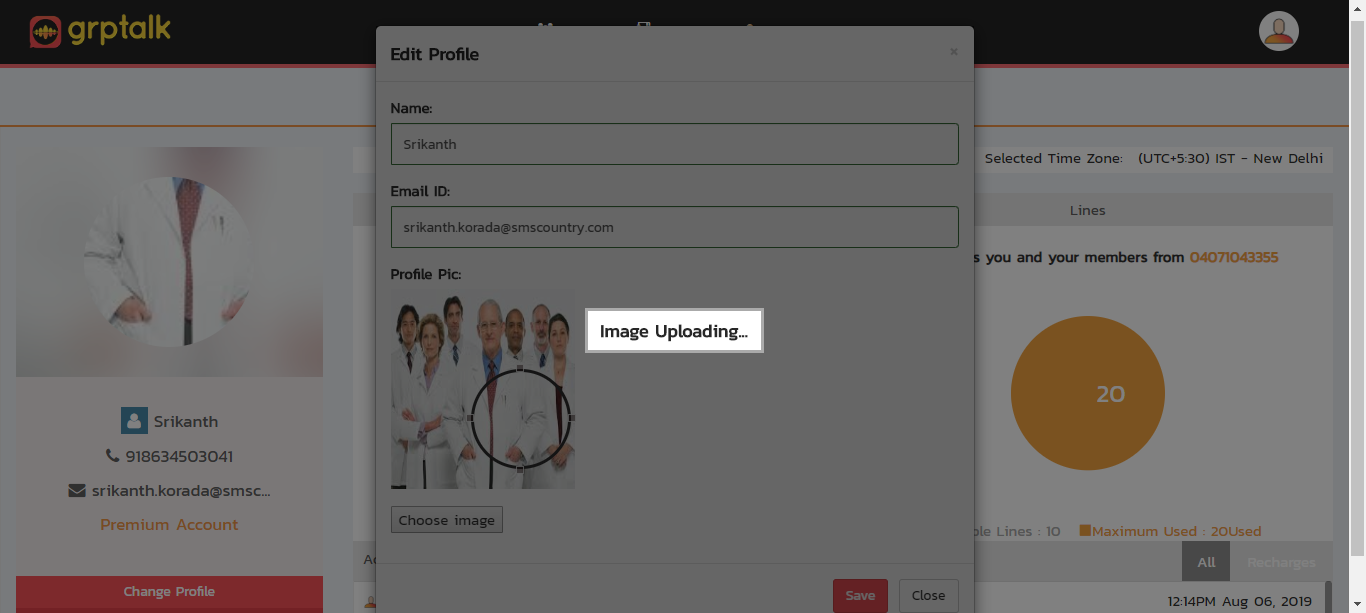 grptalk
Edit Profile
×
Name:
Srikanth
Email ID:
srikanth.korada@smscountry.com
Profile Pic:
Image Uploading...
Choose image
Save
Close
Selected Time Zone: (UTC+5:30) IST - New Delhi
Lines
you and your members from 04071043355
20
Lines : 10
Maximum Used : 20Used
All
Recharges
12:14PM Aug 06, 2019
Srikanth
918634503041
srikanth.korada@smsc...
Premium Account
Change Profile